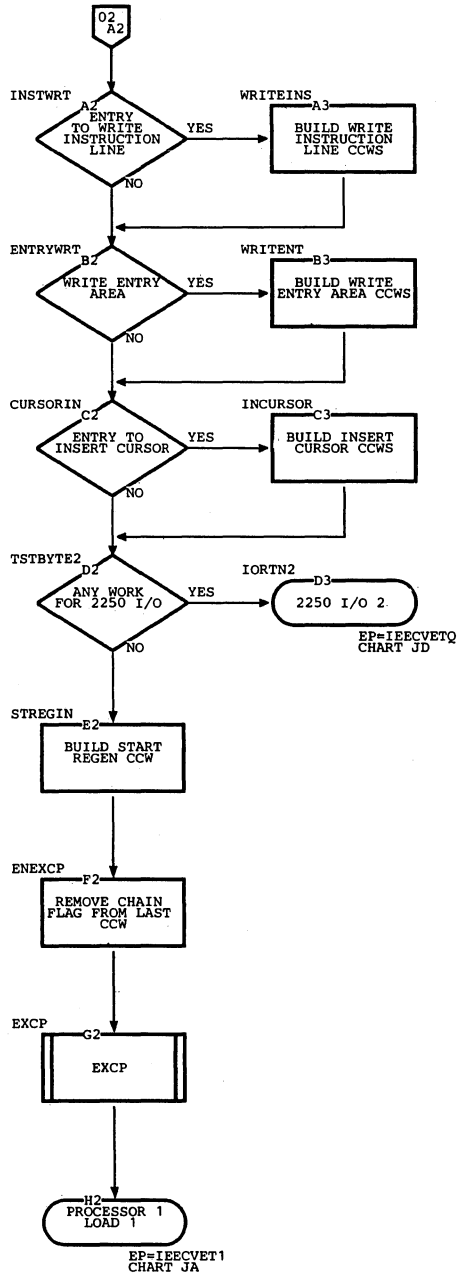 02
A2
INSTWRT
A2
ENTRY
TO WRITE
INSTRUCTION
LINE
YES
NO
WRITEINS
A3
BUILD WRITE
INSTRUCTION
LINE CCWS
ENTRYWRT
B2
WRITE ENTRY
AREA
YES
NO
WRITENT
B3
BUILD WRITE
ENTRY AREA CCWS
CURSORIN
C2
ENTRY TO
INSERT CURSOR
YES
NO
INCURSOR
C3
BUILD INSERT
CURSOR CCWS
TSTBYTE2
D2
ANY WORK
FOR 2250 I/O
YES
NO
IORTN2
D3
2250 I/O 2
EP=IEECVETQ
CHART JD
STREGIN
E2
BUILD START
REGEN CCW
ENEXCP
F2
REMOVE CHAIN
FLAG FROM LAST
CCW
EXCP
G2
EXCP
H2
PROCESSOR 1
LOAD 1
EP=IEECVET1
CHART JA